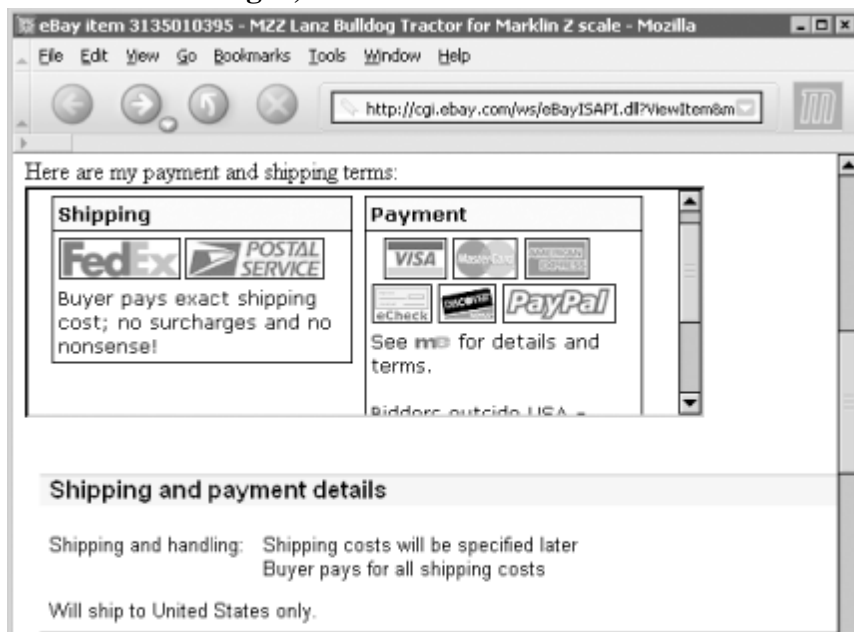 eBay item 3135010395 - MZZ Lanz Bulldog Tractor for Marklin Z scale - Mozilla
File Edit View Go Bookmarks Tools Window Help
http://cgi.ebay.com/ws/eBayISAPI.dll?ViewItem&m
Here are my payment and shipping terms:
Shipping
FedEx POSTAL SERVICE
Buyer pays exact shipping
cost; no surcharges and no
nonsense!
Payment
VISA MasterCard AMERICAN EXPRESS
eCheck DISCOVER PayPal
See me for details and
terms.
Bidders outside USA -
Shipping and payment details
Shipping and handling: Shipping costs will be specified later
Buyer pays for all shipping costs
Will ship to United States only.